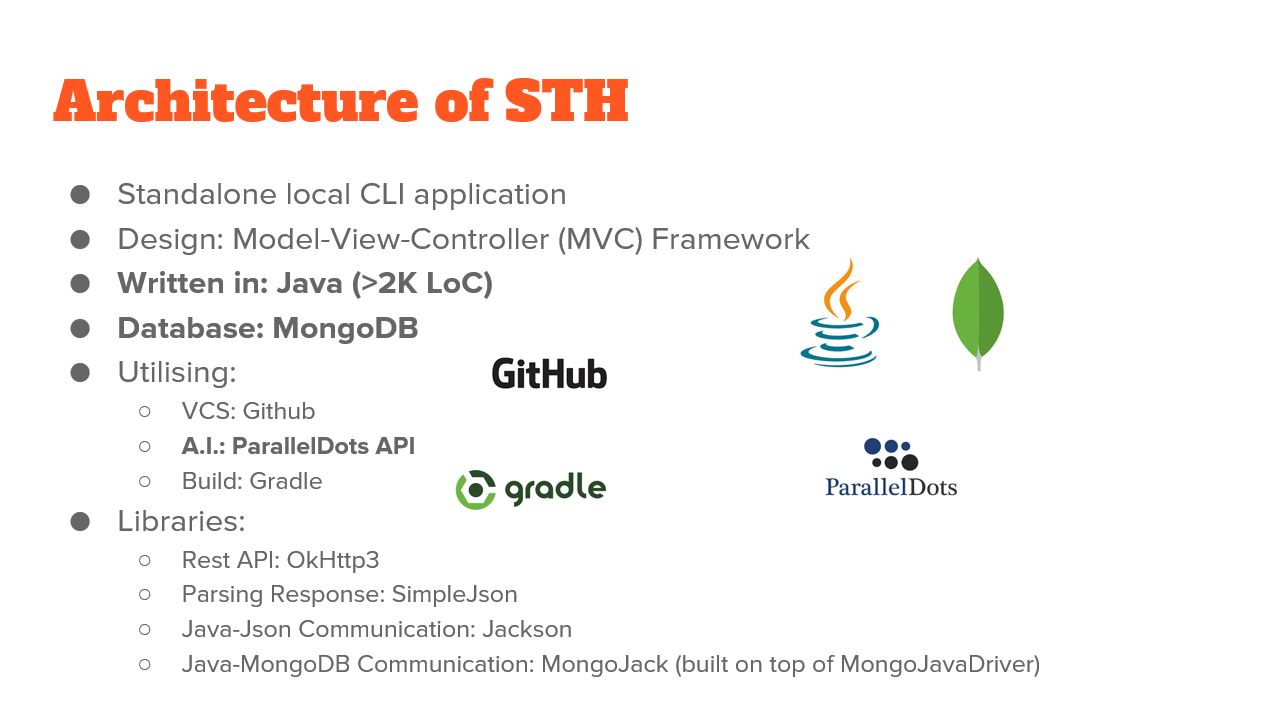 Architecture of STH
● Standalone local CLI application
● Design: Model-View-Controller (MVC) Framework
● Written in: Java (>2K LoC)
● Database: MongoDB
● Utilising:
GitHub
○ VCS: Github
○ A.I.: ParallelDots API
○ Build: Gradle
gradle
ParallelDots
● Libraries:
○ Rest API: OkHttp3
○ Parsing Response: SimpleJson
○ Java-Json Communication: Jackson
○ Java-MongoDB Communication: MongoJack (built on top of MongoJavaDriver)